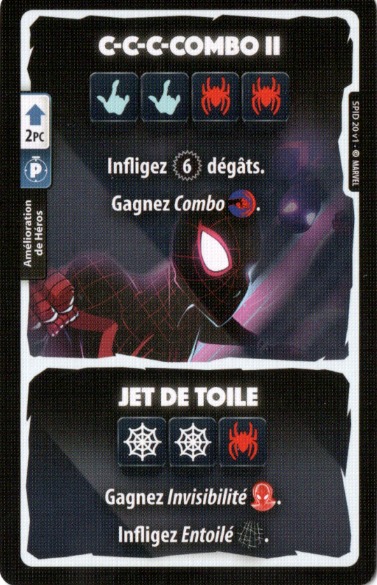 C-C-C-COMBO II
2PC
P
Amélioration
de Héros
SPID 20 v1 - © MARVEL
Infligez 6 dégâts.
Gagnez Combo.
JET DE TOILE
Gagnez Invisibilité.
Infligez Entoilé.